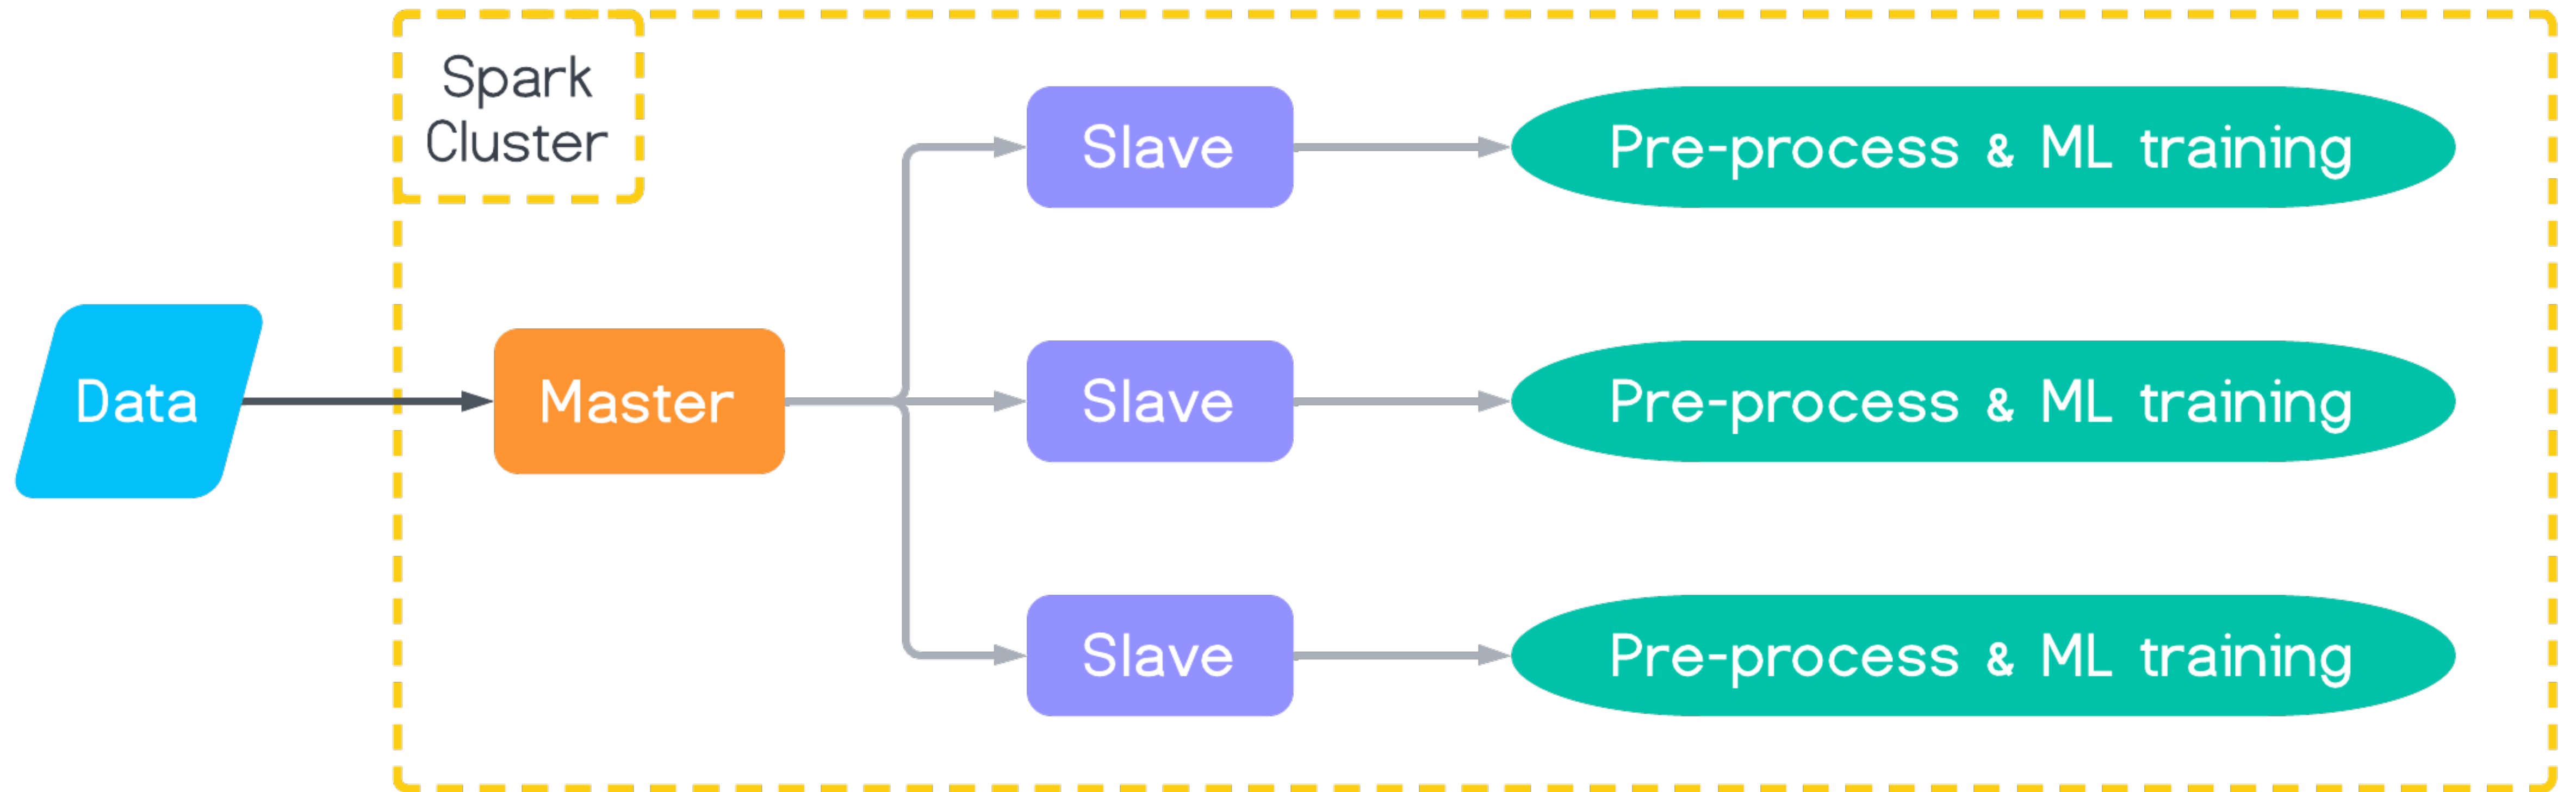 Spark
Cluster
Slave
Pre-process & ML training
Data
Master
Slave
Pre-process & ML training
Slave
Pre-process & ML training